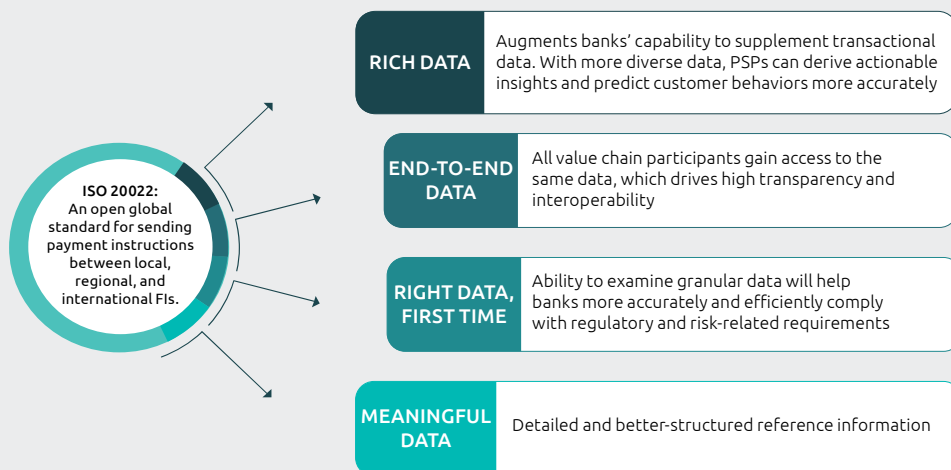 ISO 20022:
An open global
standard for sending
payment instructions
between local,
regional, and
international FIs.
RICH DATA
Augments banks’ capability to supplement transactional
data. With more diverse data, PSPs can derive actionable
insights and predict customer behaviors more accurately
END-TO-END
DATA
All value chain participants gain access to the
same data, which drives high transparency and
interoperability
RIGHT DATA,
FIRST TIME
Ability to examine granular data will help
banks more accurately and efficiently comply
with regulatory and risk-related requirements
MEANINGFUL
DATA
Detailed and better-structured reference information